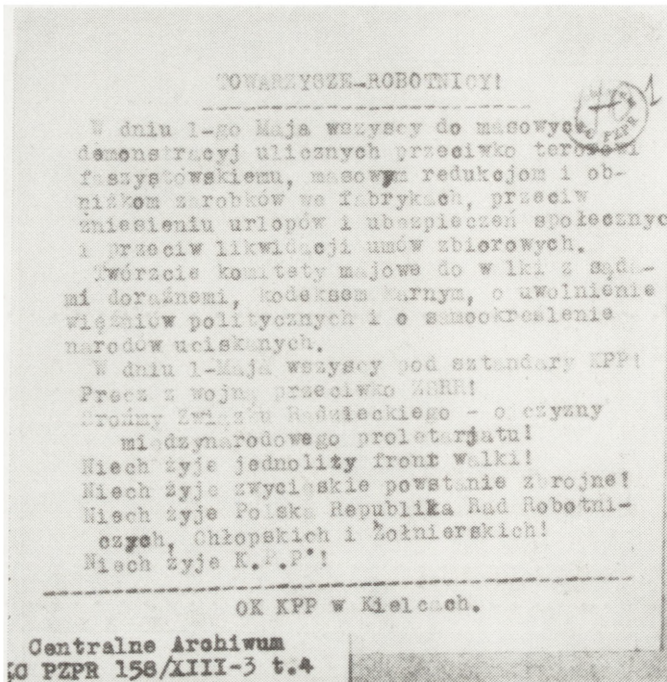 TOWARZYSZE-ROBOTNICY!
W dniu 1-go Maja wszyscy do masowych
demonstracyj ulicznych przeciwko terorowi
faszystowskiemu, masowym redukcjom i ob-
niżkom zarobków we fabrykach, przeciw
zniesieniu urlopów i ubezpieczeń społecznyc
i przeciw likwidacji umów zbiorowych.
Twórzcie komitety majowe do w lki z sąda-
mi doraźnemi, kodeksem karnym, o uwolnienie
więźniów politycznych i o samookreślenie
narodów uciskanych.
W dniu 1-Maja wszyscy pod sztandary KPP!
Precz z wojną przeciwko ZSRR!
Brońmy Związku Radzieckiego - ojczyzny
międzynarodowego proletarjatu!
Niech żyje jednolity front walki!
Niech żyje zwycięskie powstanie zbrojne!
Niech żyje Polska Republika Rad Robotni-
czych, Chłopskich i Żołnierskich!
Niech żyje K.P.P.!
OK KPP w Kielcach.
Centralne Archiwum
KC PZPR 158/XIII-3 t.4